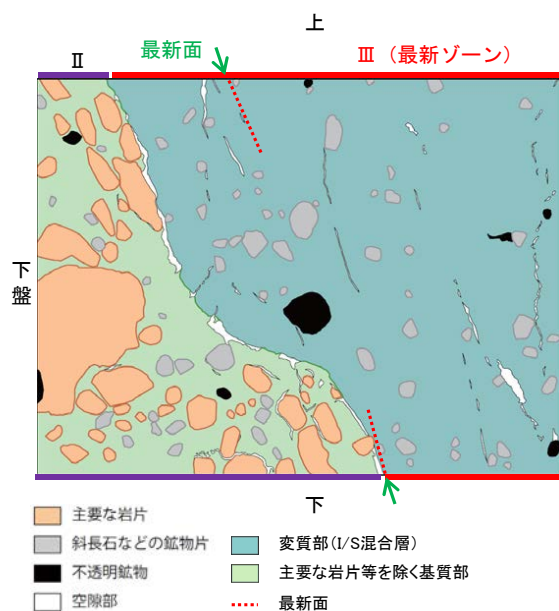 上
最新面
Ⅱ
Ⅲ（最新ゾーン）
下盤
下
主要な岩片
斜長石などの鉱物片
不透明鉱物
空隙部
変質部(I/S混合層)
主要な岩片等を除く基質部
最新面